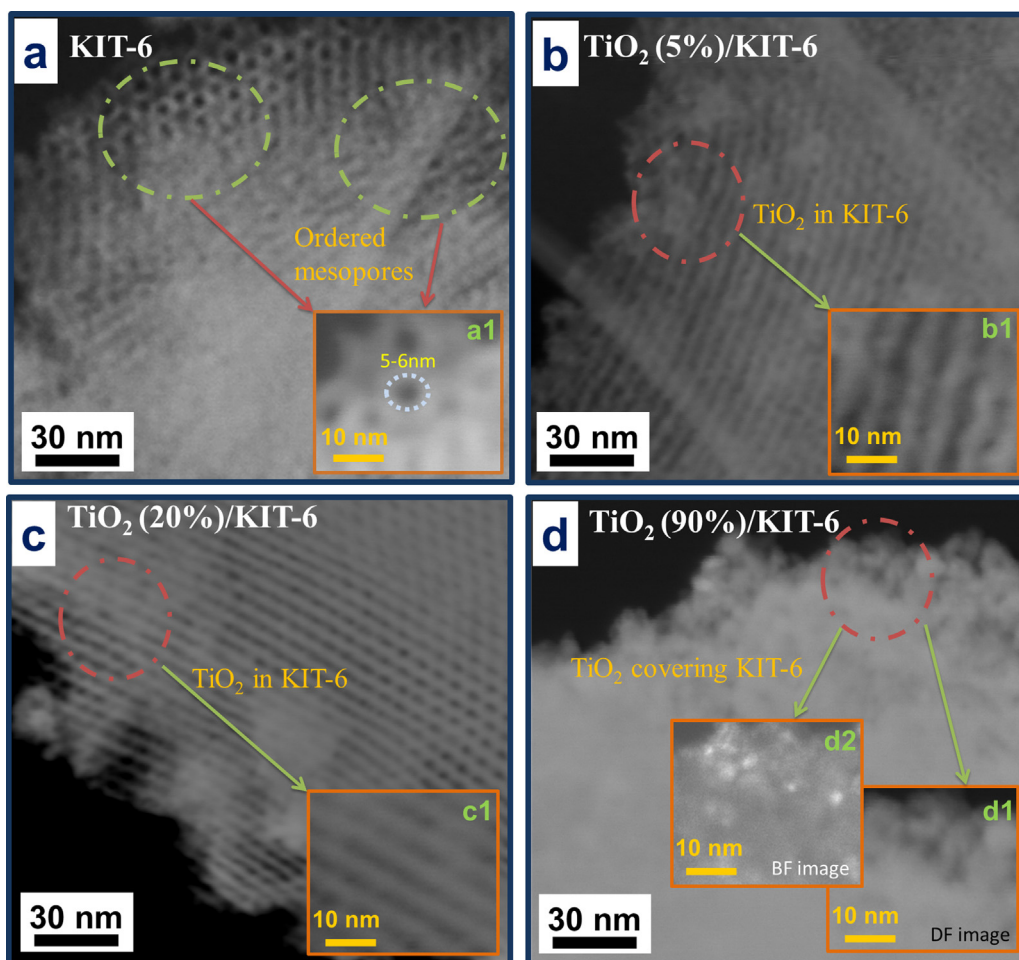 a
KIT-6
Ordered
mesopores
a1
5-6nm
10 nm
30 nm
b
TiO₂ (5%)/KIT-6
TiO₂ in KIT-6
b1
10 nm
30 nm
c
TiO₂ (20%)/KIT-6
TiO₂ in KIT-6
c1
10 nm
30 nm
d
TiO₂ (90%)/KIT-6
TiO₂ covering KIT-6
d2
10 nm
BF image
d1
10 nm
DF image
30 nm